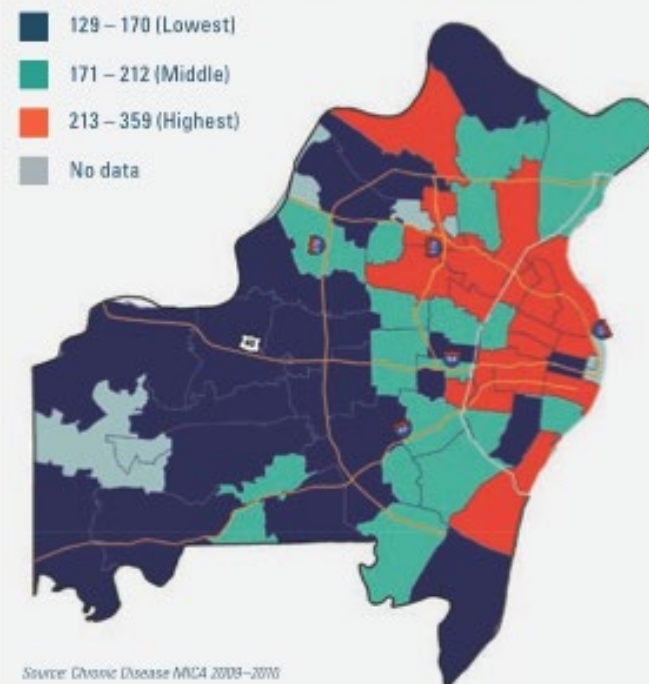 129 – 170 (Lowest)
171 – 212 (Middle)
213 – 359 (Highest)
No data
Source: Chronic Disease MICA 2009–2010